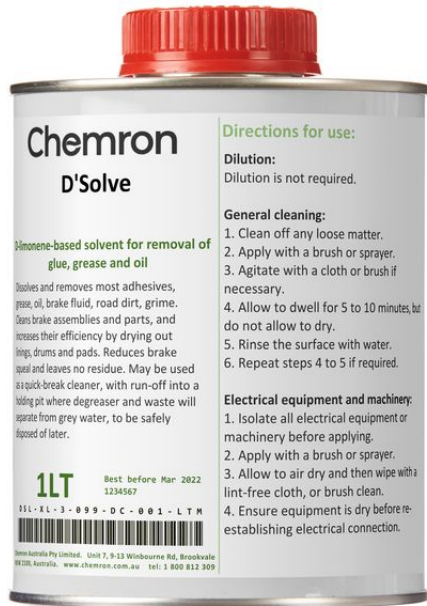 Chemron
D'Solve
D-limonene-based solvent for removal of
glue, grease and oil
Dissolves and removes most adhesives,
grease, oil, brake fluid, road dirt, grime.
Cleans brake assemblies and parts, and
increases their efficiency by drying out
linings, drums and pads. Reduces brake
squeal and leaves no residue. May be used
as a quick-break cleaner, with run-off into a
holding pit where degreaser and waste will
separate from grey water, to be safely
disposed of later.
1LT
Best before Mar 2022
1234567
DSL-XL-3-099-DC-001-LTM
Chemron Australia Pty Limited. Unit 7, 9-13 Winbourne Rd, Brookvale
NSW 2100, Australia. www.chemron.com.au tel: 1 800 812 309
Directions for use:
Dilution:
Dilution is not required.
General cleaning:
1. Clean off any loose matter.
2. Apply with a brush or sprayer.
3. Agitate with a cloth or brush if
necessary.
4. Allow to dwell for 5 to 10 minutes, but
do not allow to dry.
5. Rinse the surface with water.
6. Repeat steps 4 to 5 if required.
Electrical equipment and machinery:
1. Isolate all electrical equipment or
machinery before applying.
2. Apply with a brush or sprayer.
3. Allow to air dry and then wipe with a
lint-free cloth, or brush clean.
4. Ensure equipment is dry before re-
establishing electrical connection.